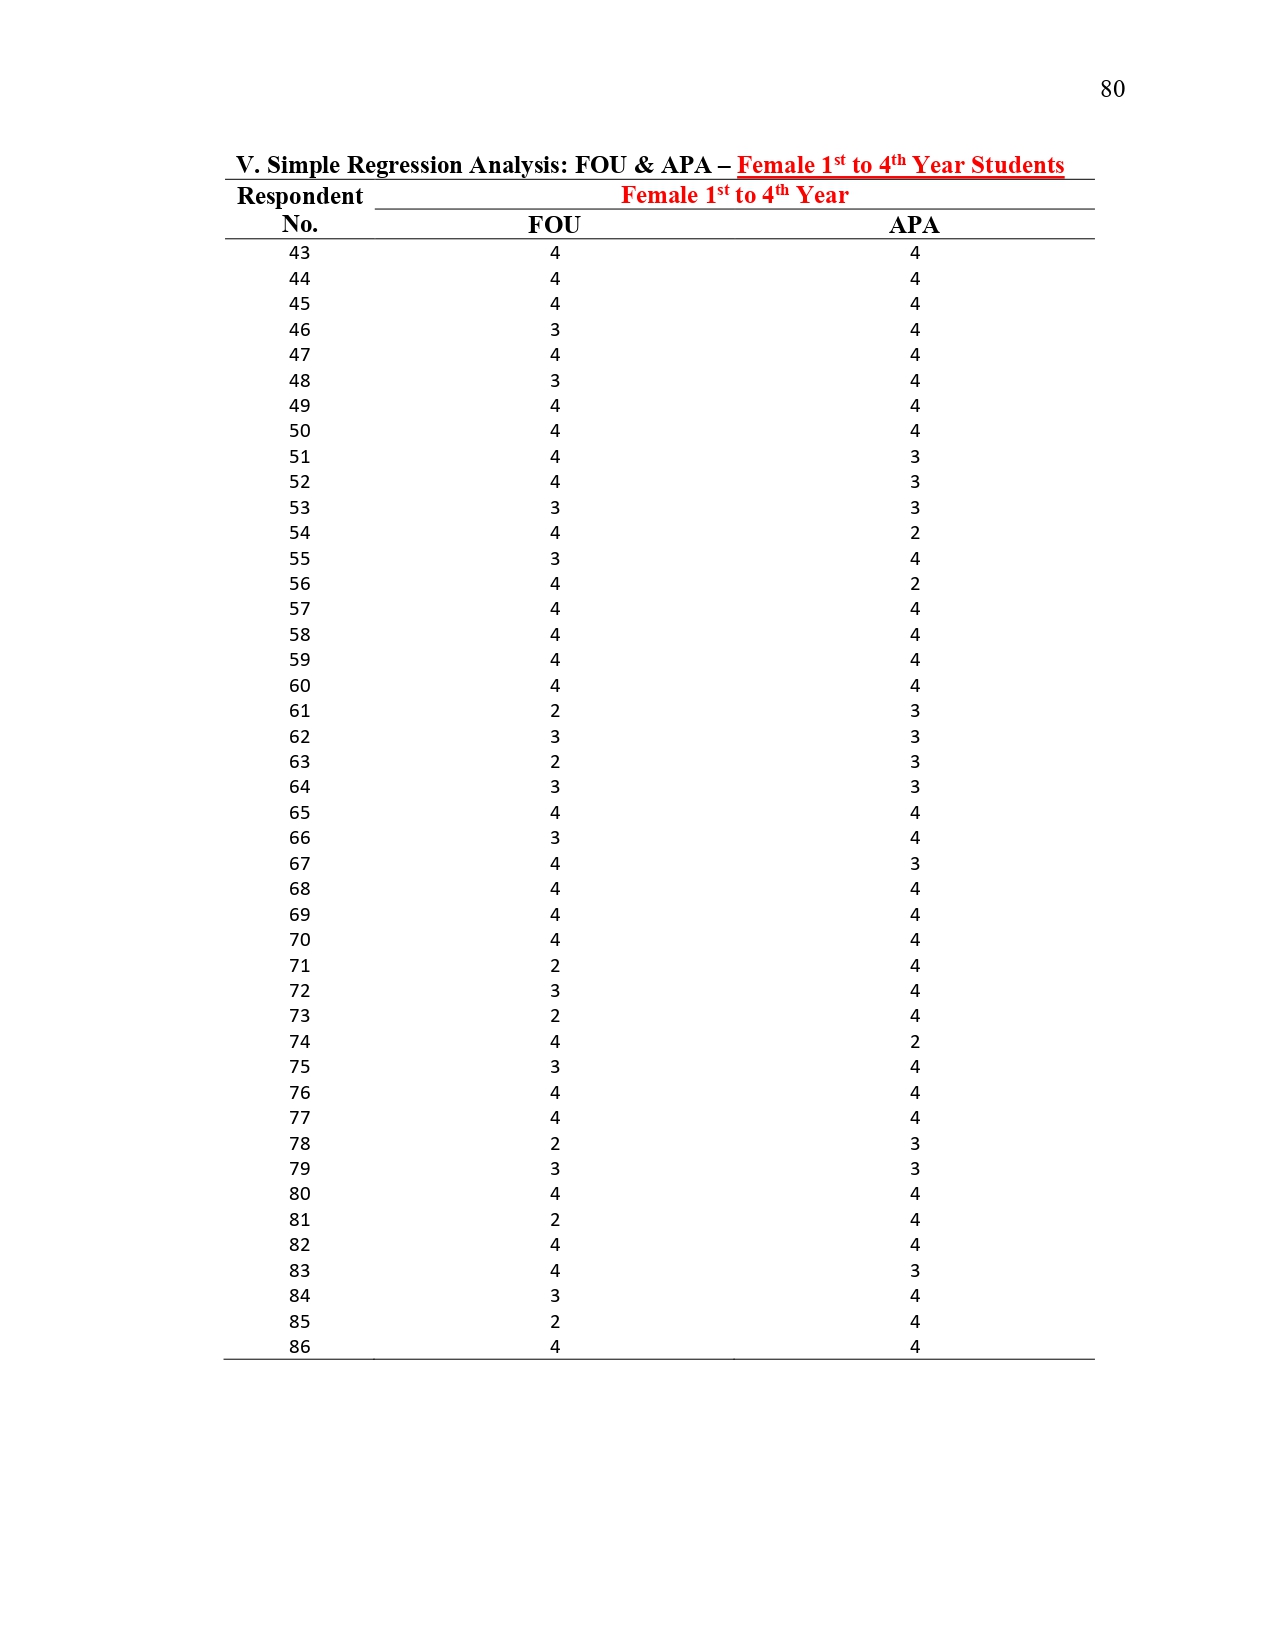 80
V. Simple Regression Analysis: FOU & APA – Female 1st to 4th Year Students
Respondent No. Female 1st to 4th Year
FOU APA
43 4 4
44 4 4
45 4 4
46 3 4
47 4 4
48 3 4
49 4 4
50 4 4
51 4 3
52 4 3
53 3 3
54 4 2
55 3 4
56 4 2
57 4 4
58 4 4
59 4 4
60 4 4
61 2 3
62 3 3
63 2 3
64 3 3
65 4 4
66 3 4
67 4 3
68 4 4
69 4 4
70 4 4
71 2 4
72 3 4
73 2 4
74 4 2
75 3 4
76 4 4
77 4 4
78 2 3
79 3 3
80 4 4
81 2 4
82 4 4
83 4 3
84 3 4
85 2 4
86 4 4